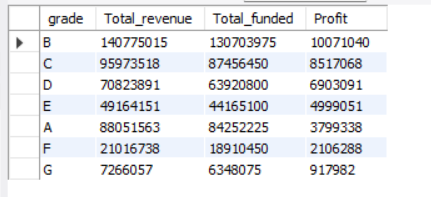 grade Total_revenue Total_funded Profit
B 140775015 130703975 10071040
C 95973518 87456450 8517068
D 70823891 63920800 6903091
E 49164151 44165100 4999051
A 88051563 84252225 3799338
F 21016738 18910450 2106288
G 7266057 6348075 917982